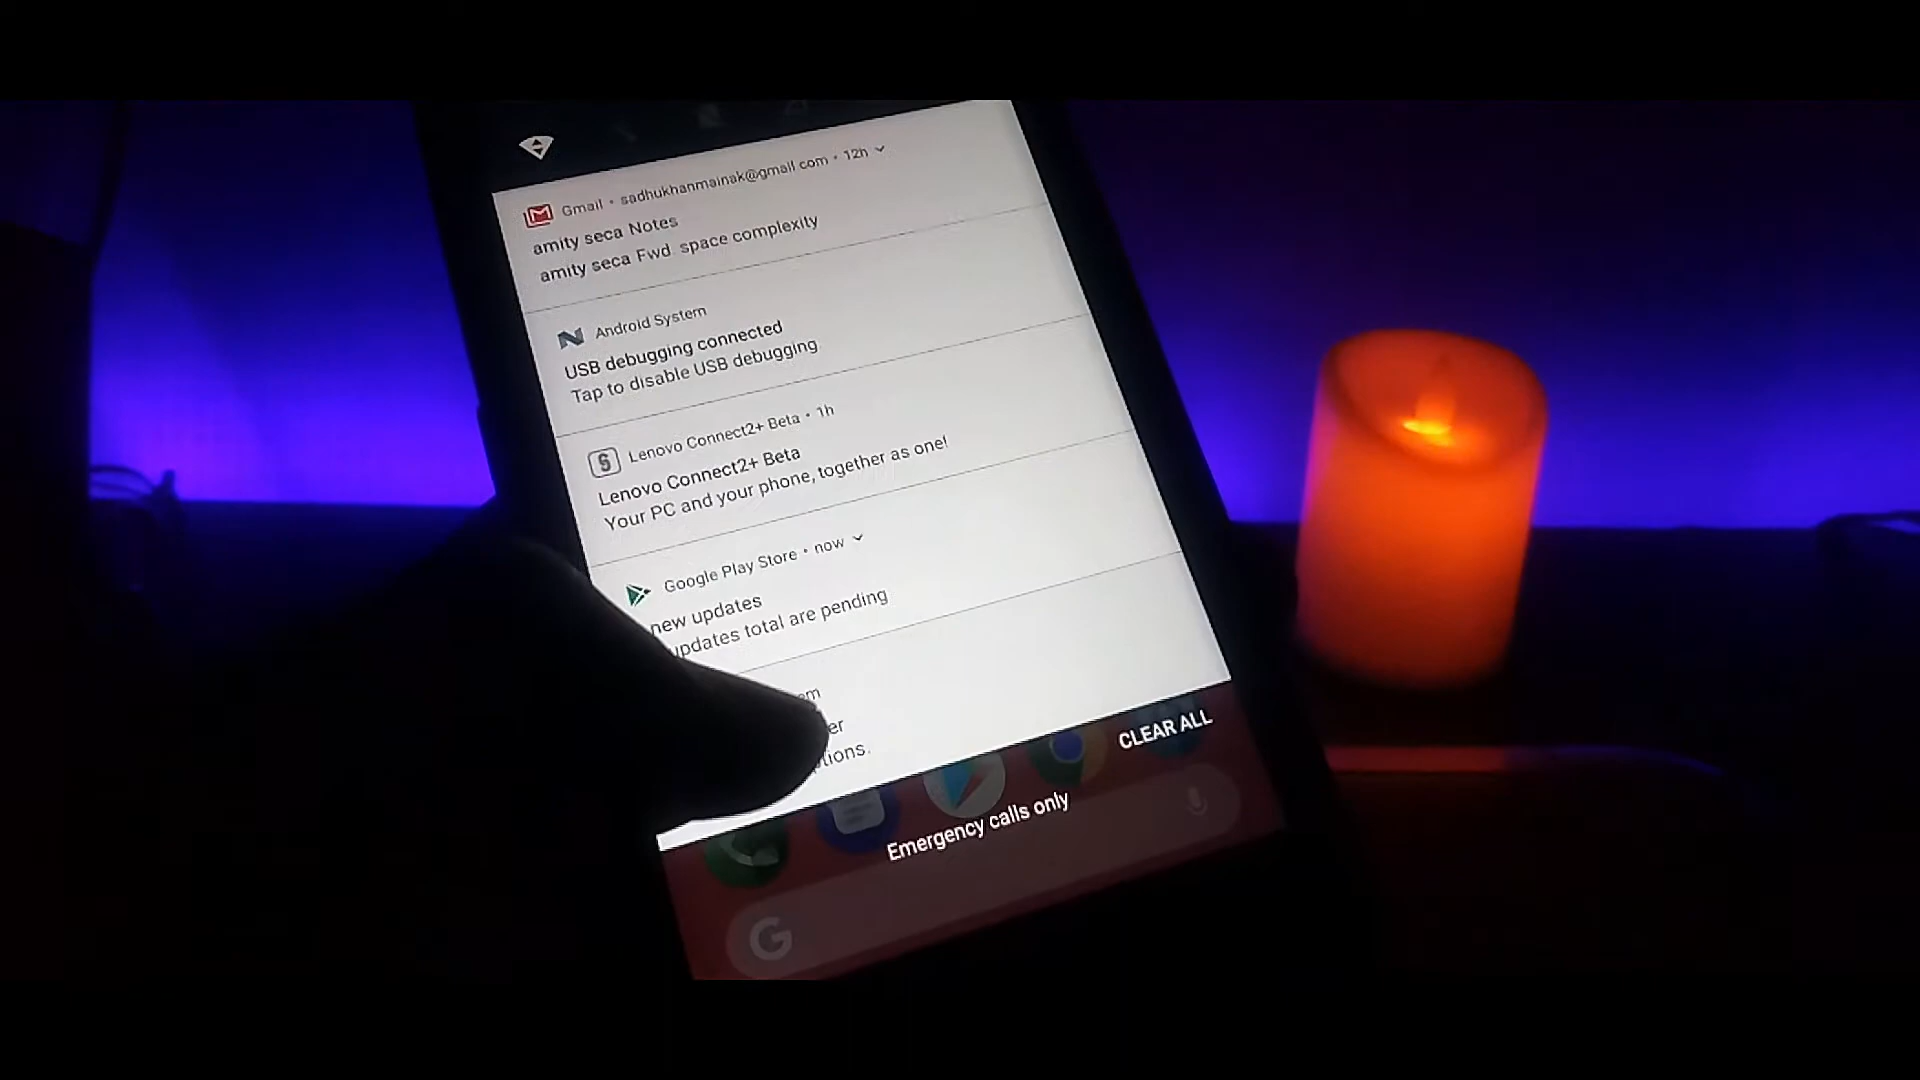 Gmail • sadhukhanmainak@gmail.com • 12h
amity seca Notes
amity seca Fwd: space complexity
Android System
USB debugging connected
Tap to disable USB debugging
Lenovo Connect2+ Beta • 1h
Lenovo Connect2+ Beta
Your PC and your phone, together as one!
Google Play Store • now
new updates
updates total are pending
CLEAR ALL
Emergency calls only
G